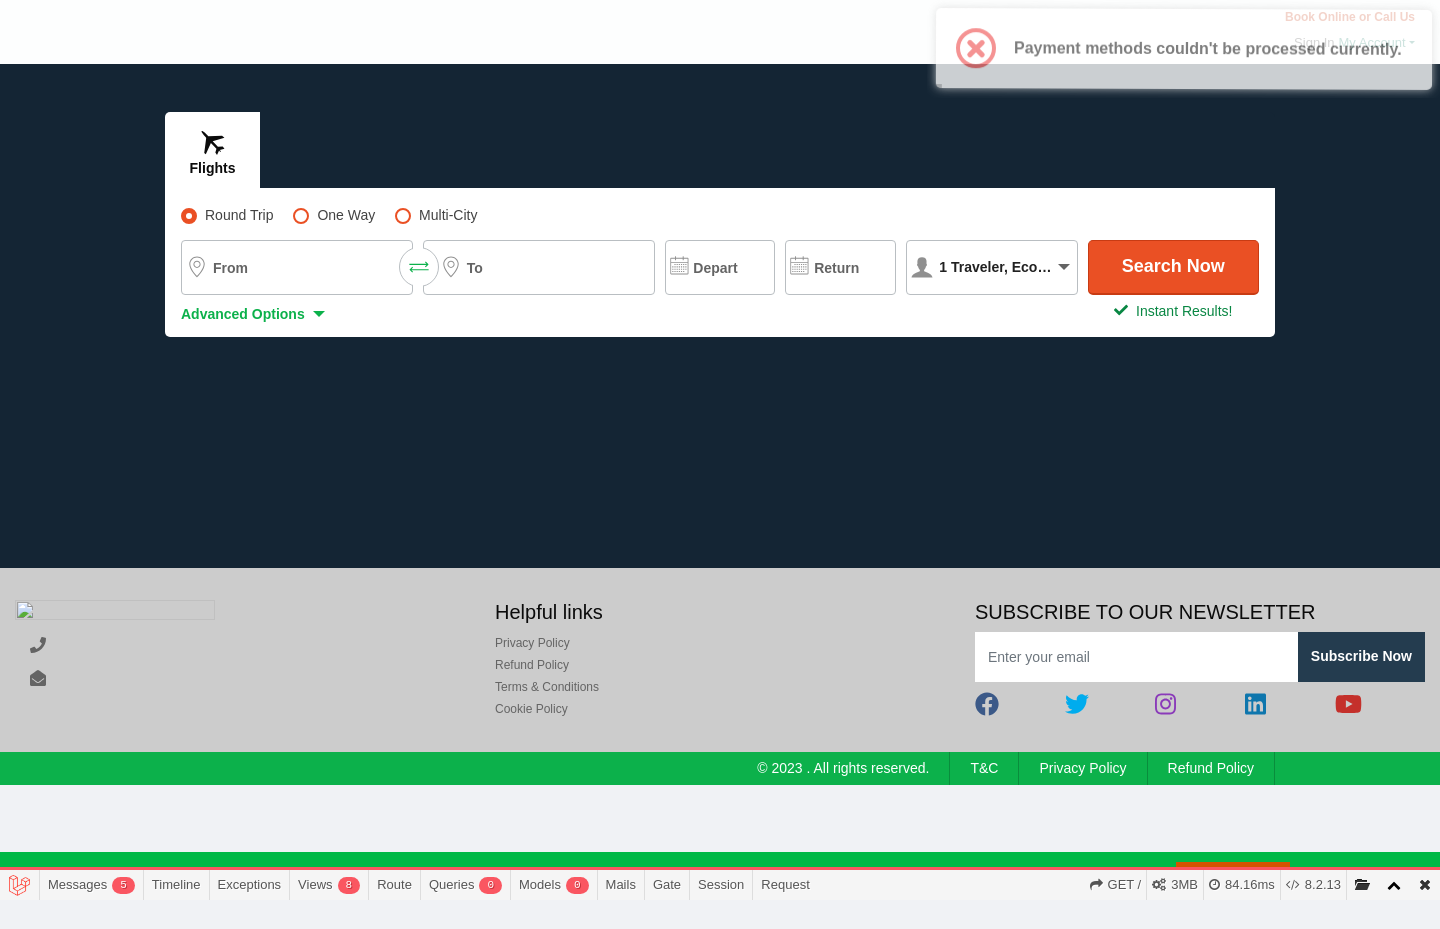 Book Online or Call Us
Sign In My Account
Payment methods couldn't be processed currently.
Flights
Round Trip
One Way
Multi-City
From
To
Depart
Return
1 Traveler, Eco…
Search Now
Advanced Options
Instant Results!
Helpful links
Privacy Policy
Refund Policy
Terms & Conditions
Cookie Policy
SUBSCRIBE TO OUR NEWSLETTER
Enter your email
Subscribe Now
© 2023 . All rights reserved.
T&C
Privacy Policy
Refund Policy
Messages 5
Timeline
Exceptions
Views 8
Route
Queries 0
Models 0
Mails
Gate
Session
Request
GET /
3MB
84.16ms
8.2.13